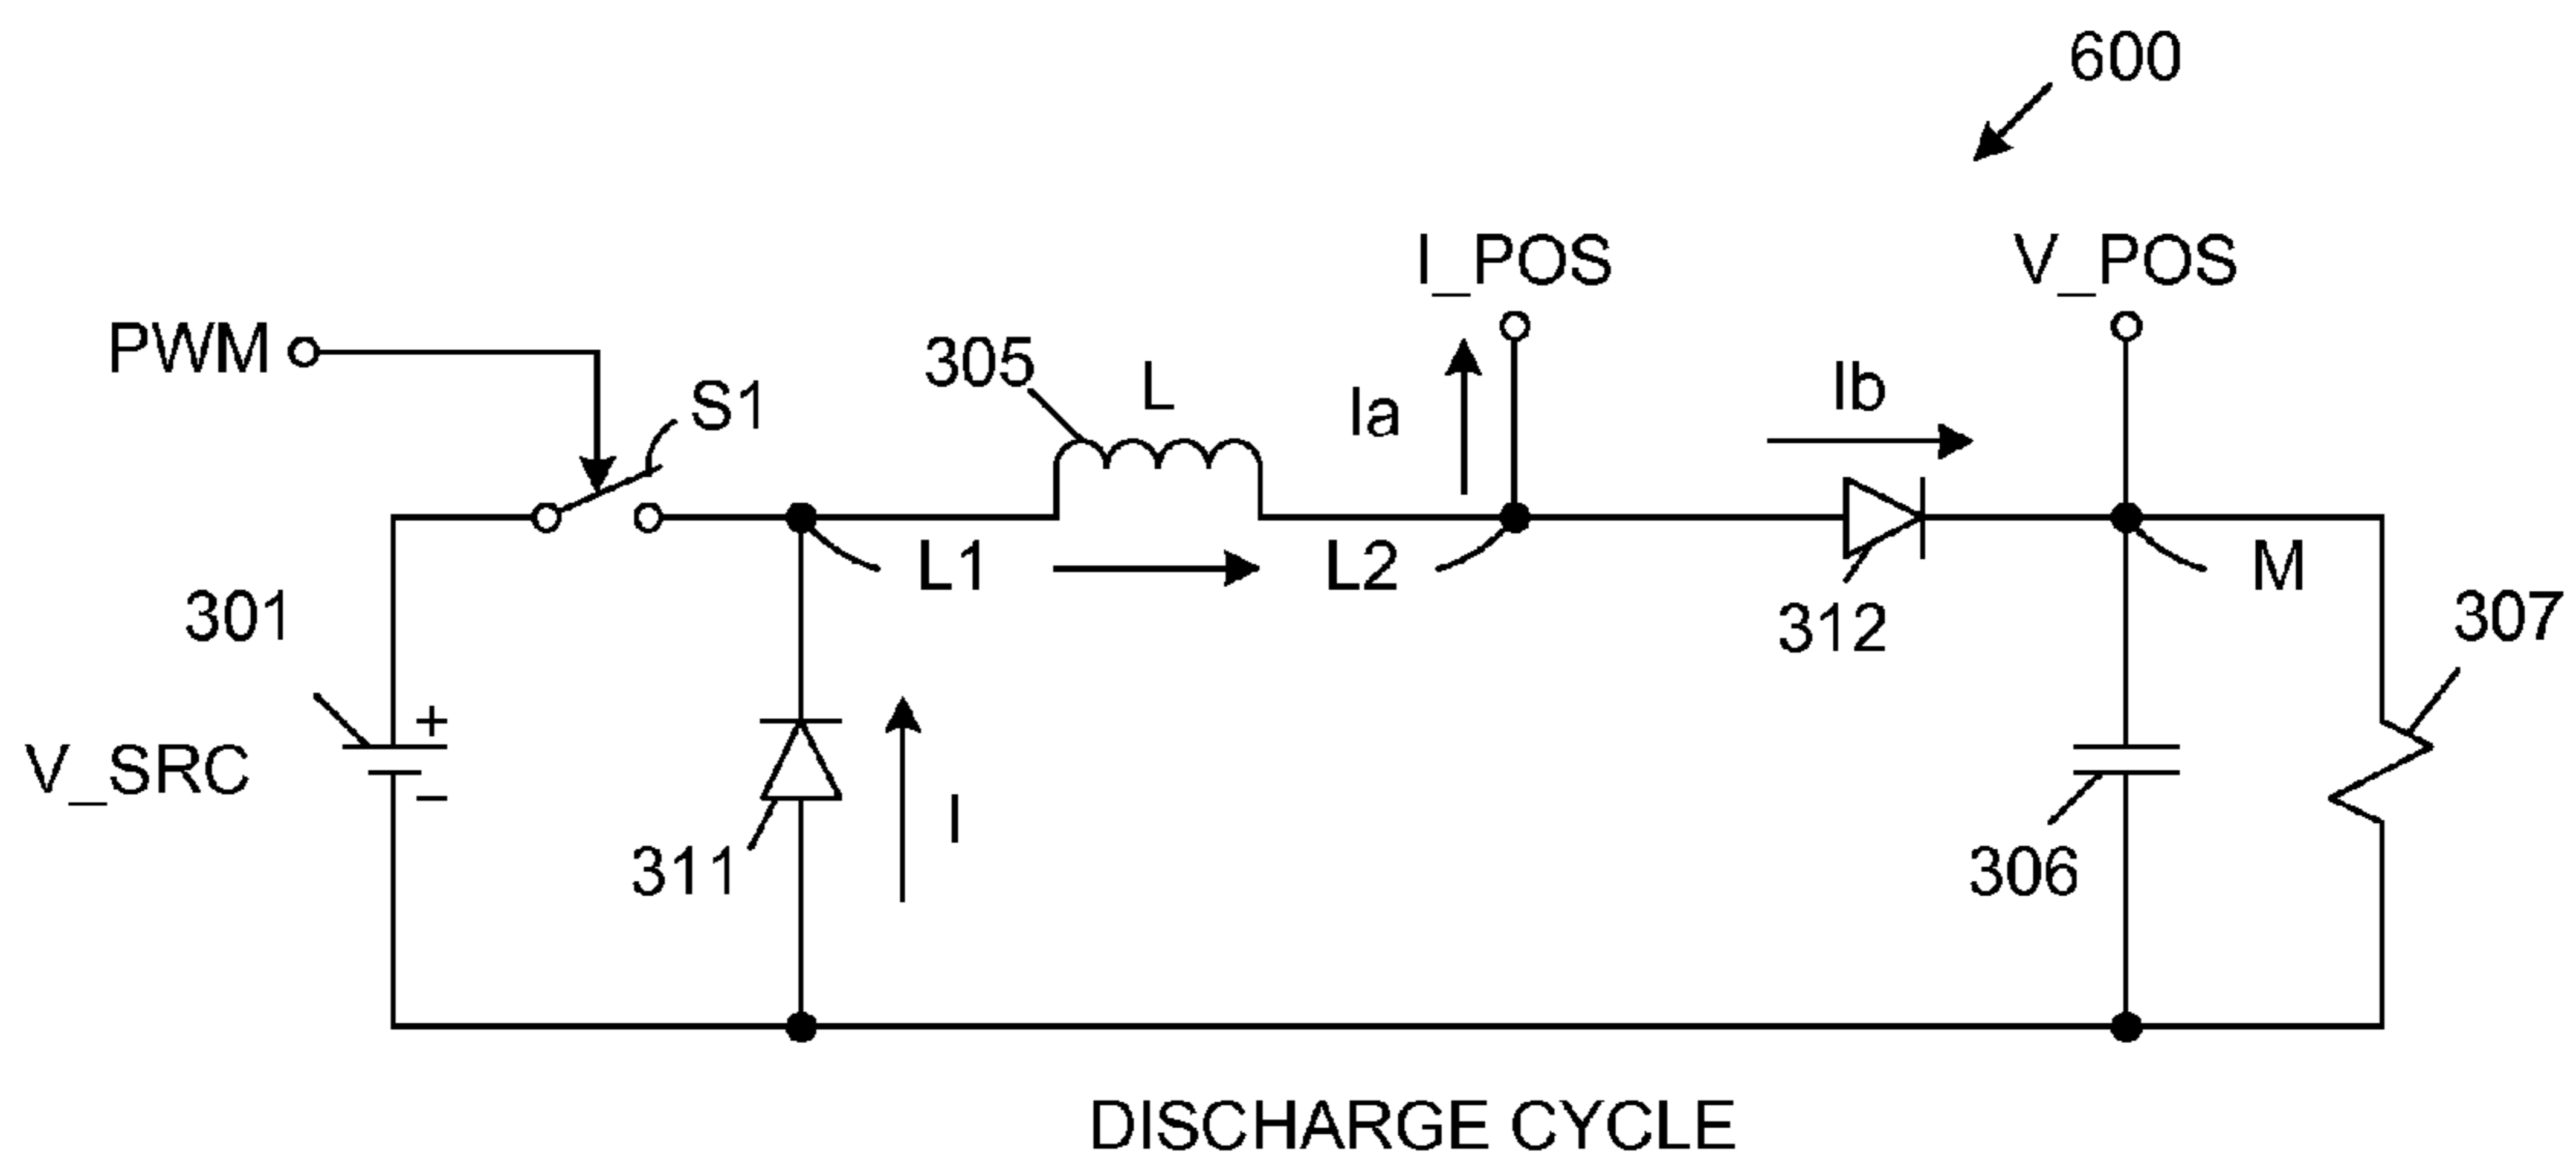 600
I_POS
V_POS
PWM
S1
305
L
Ia
Ib
L1
L2
M
301
312
307
+
V_SRC
−
311
I
306
DISCHARGE CYCLE